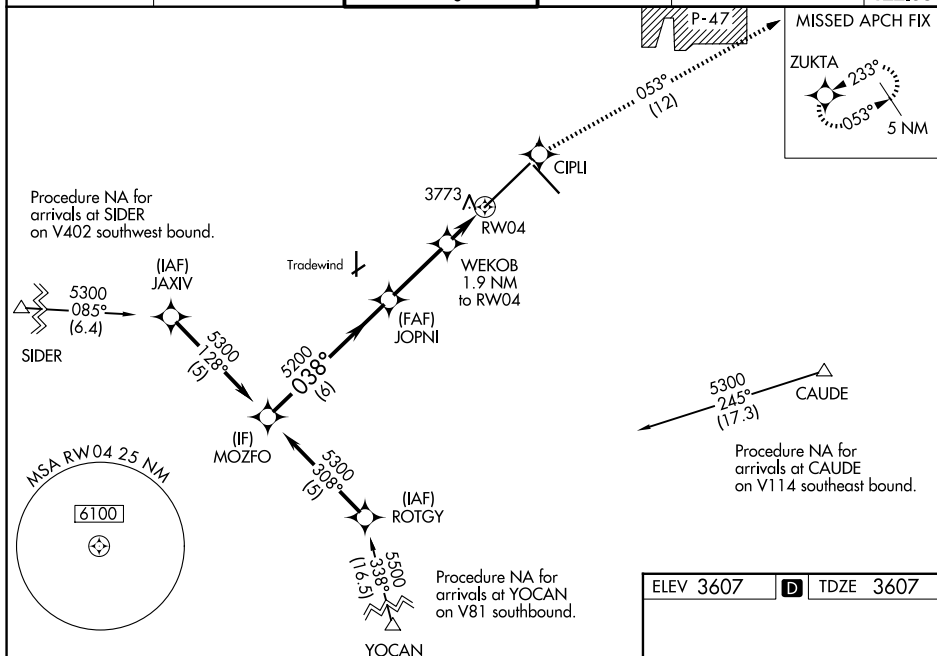 P-47
MISSED APCH FIX
ZUKTA
233°
053°
5 NM
053°
(12)
CIPLI
3773
RW04
Procedure NA for
arrivals at SIDER
on V402 southwest bound.
Tradewind
WEKOB
1.9 NM
to RW04
(IAF)
JAXIV
5300
085°
(6.4)
SIDER
(FAF)
JOPNI
5300
128°
(5)
5200
038°
(6)
5300
245°
(17.3)
CAUDE
(IF)
MOZFO
Procedure NA for
arrivals at CAUDE
on V114 southeast bound.
MSA RW04 25 NM
6100
5300
308°
(5)
(IAF)
ROTGY
5500
338°
(16.5)
Procedure NA for
arrivals at YOCAN
on V81 southbound.
YOCAN
ELEV 3607
D
TDZE 3607